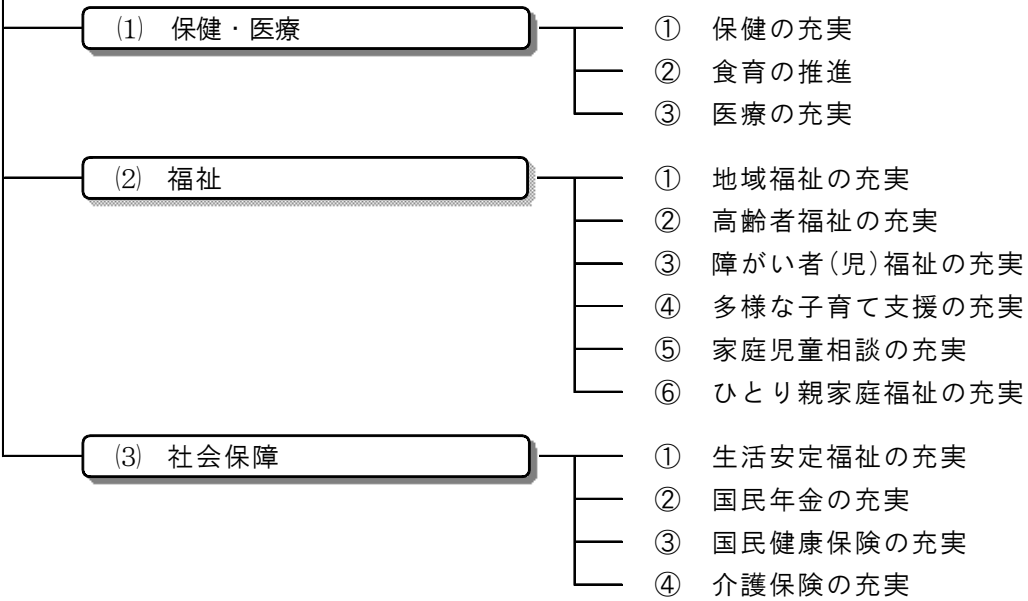 ⑴ 保健・医療
① 保健の充実
② 食育の推進
③ 医療の充実
⑵ 福祉
① 地域福祉の充実
② 高齢者福祉の充実
③ 障がい者(児)福祉の充実
④ 多様な子育て支援の充実
⑤ 家庭児童相談の充実
⑥ ひとり親家庭福祉の充実
⑶ 社会保障
① 生活安定福祉の充実
② 国民年金の充実
③ 国民健康保険の充実
④ 介護保険の充実